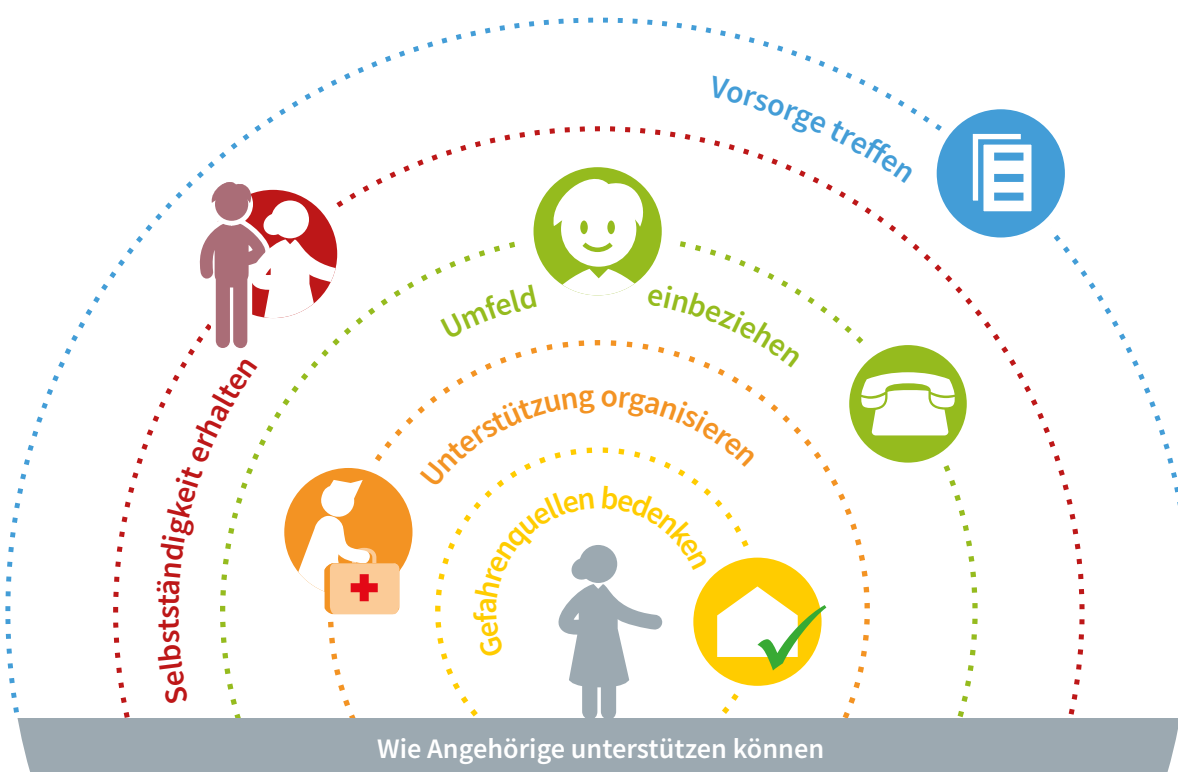 Vorsorge treffen
Selbstständigkeit erhalten
Umfeld einbeziehen
Unterstützung organisieren
Gefahrenquellen bedenken
Wie Angehörige unterstützen können